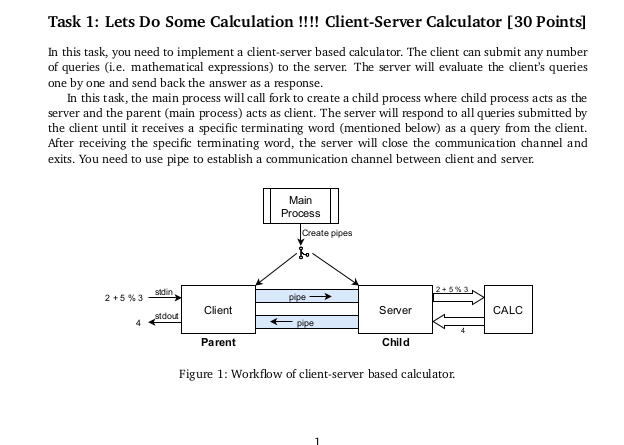 Task 1: Lets Do Some Calculation !!!! Client-Server Calculator [30 Points]
In this task, you need to implement a client-server based calculator. The client can submit any number
of queries (i.e. mathematical expressions) to the server. The server will evaluate the client's queries
one by one and send back the answer as a response.
In this task, the main process will call fork to create a child process where child process acts as the
server and the parent (main process) acts as client. The server will respond to all queries submitted by
the client until it receives a specific terminating word (mentioned below) as a query from the client.
After receiving the specific terminating word, the server will close the communication channel and
exits. You need to use pipe to establish a communication channel between client and server.
Main
Process
Create pipes
2 + 5 % 3
stdin
Client
pipe
Server
2 + 5 % 3
CALC
4
stdout
pipe
4
Parent
Child
Figure 1: Workflow of client-server based calculator.
1